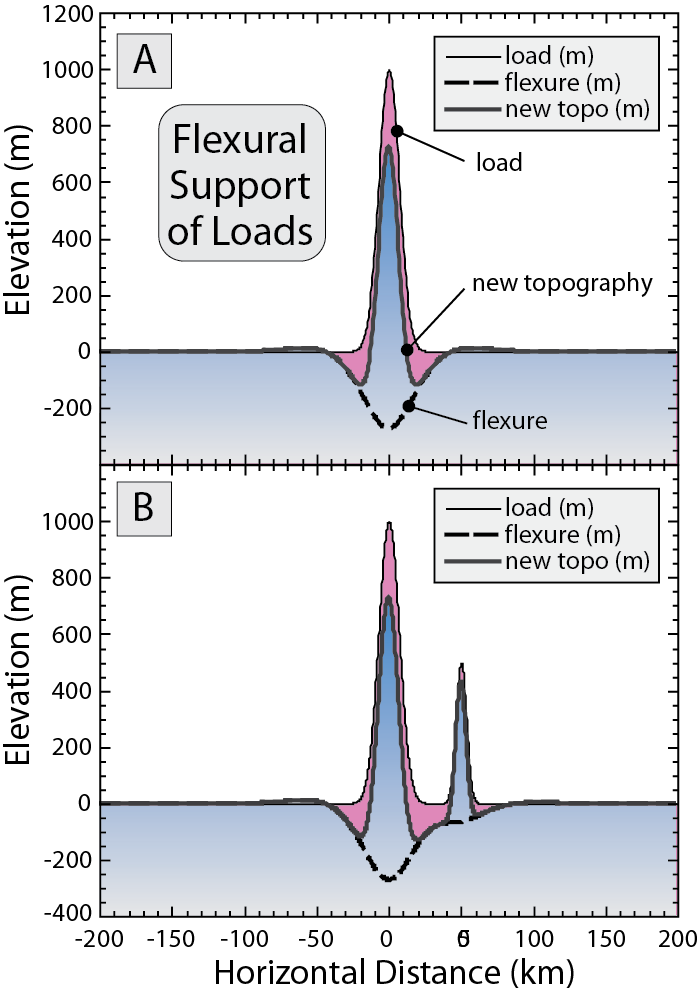 1200
1000
800
600
400
200
0
-200
Elevation (m)
A
Flexural
Support
of Loads
load (m)
flexure (m)
new topo (m)
load
new topography
flexure
B
load (m)
flexure (m)
new topo (m)
1000
800
600
400
200
0
-200
-400
Elevation (m)
-200 -150 -100 -50 0 50 100 150 200
Horizontal Distance (km)